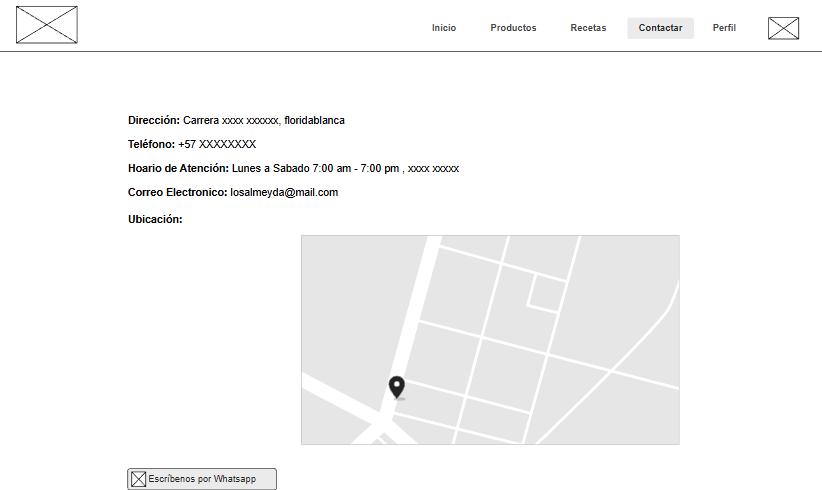 Inicio
Productos
Recetas
Contactar
Perfil
Dirección: Carrera xxxx xxxxxx, floridablanca
Teléfono: +57 XXXXXXXX
Hoario de Atención: Lunes a Sabado 7:00 am - 7:00 pm , xxxx xxxxx
Correo Electronico: losalmeyda@mail.com
Ubicación:
Escríbenos por Whatsapp